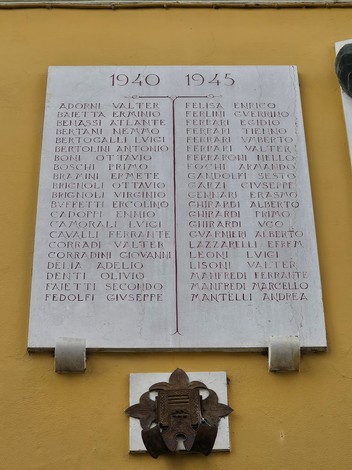 1940 1945
ADORNI VALTER
BAIETTA ERMINIO
BENASSI ATLANTE
BERTANI NEMMO
BERTOGALLI LVIGI
BERTOLINI ANTONIO
BONI OTTAVIO
BOSCHI PRIMO
BRARINI ERMETE
BRIGNOLI OTTAVIO
BRIGNOLI VIRGINIO
BVFFETTI ERCOLINO
CADOPPI ENNIO
CAMORALI LVIGI
CAVALLI FERRANTE
CORRADI VALTER
CORRADINI GIOVANNI
DELIA ADELIO
DENTI OLIVIO
FAIETTI SECONDO
FEDOLFI GIVSEPPE
FELISA ENRICO
FERLINI GVERRINO
FERRARI EGIDIO
FERRARI TIENNO
FERRARI VMBERTO
FERRARI VALTER
FERRARONI NELLO
FOCHI ARMANDO
GANDOLFI SESTO
GARZI GIVSEPPE
GENNARI ERASMO
GHIRARDI ALBERTO
GHIRARDI PRIMO
GHIRARDI VGO
GVARNIERI ALBERTO
LAZZARELLI EFREM
LEONI LVIGI
LISONI VALTER
MANFREDI FERRANTE
MANFREDI MARCELLO
MANTELLI ANDREA